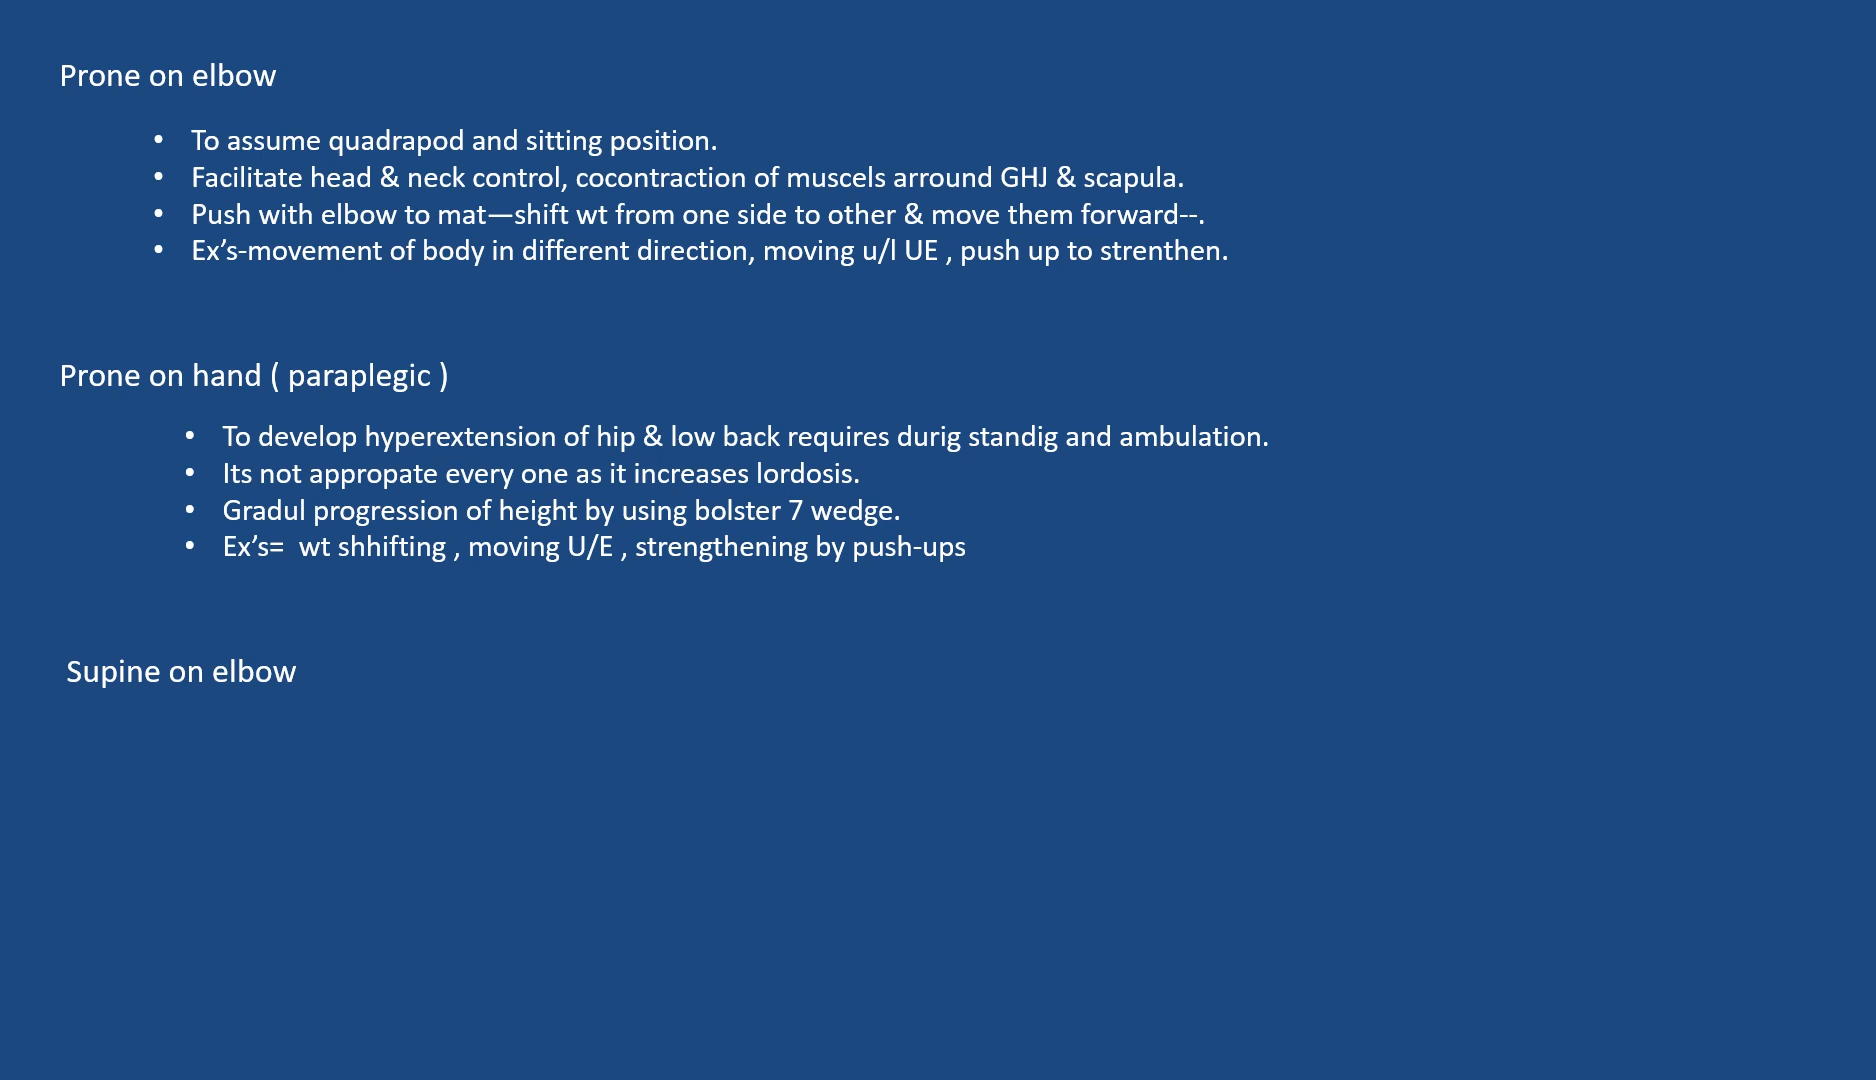 Prone on elbow
• To assume quadrapod and sitting position.
• Facilitate head & neck control, cocontraction of muscels arround GHJ & scapula.
• Push with elbow to mat—shift wt from one side to other & move them forward--.
• Ex’s-movement of body in different direction, moving u/l UE , push up to strenthen.
Prone on hand ( paraplegic )
• To develop hyperextension of hip & low back requires durig standig and ambulation.
• Its not appropate every one as it increases lordosis.
• Gradul progression of height by using bolster 7 wedge.
• Ex’s=  wt shhifting , moving U/E , strengthening by push-ups
Supine on elbow